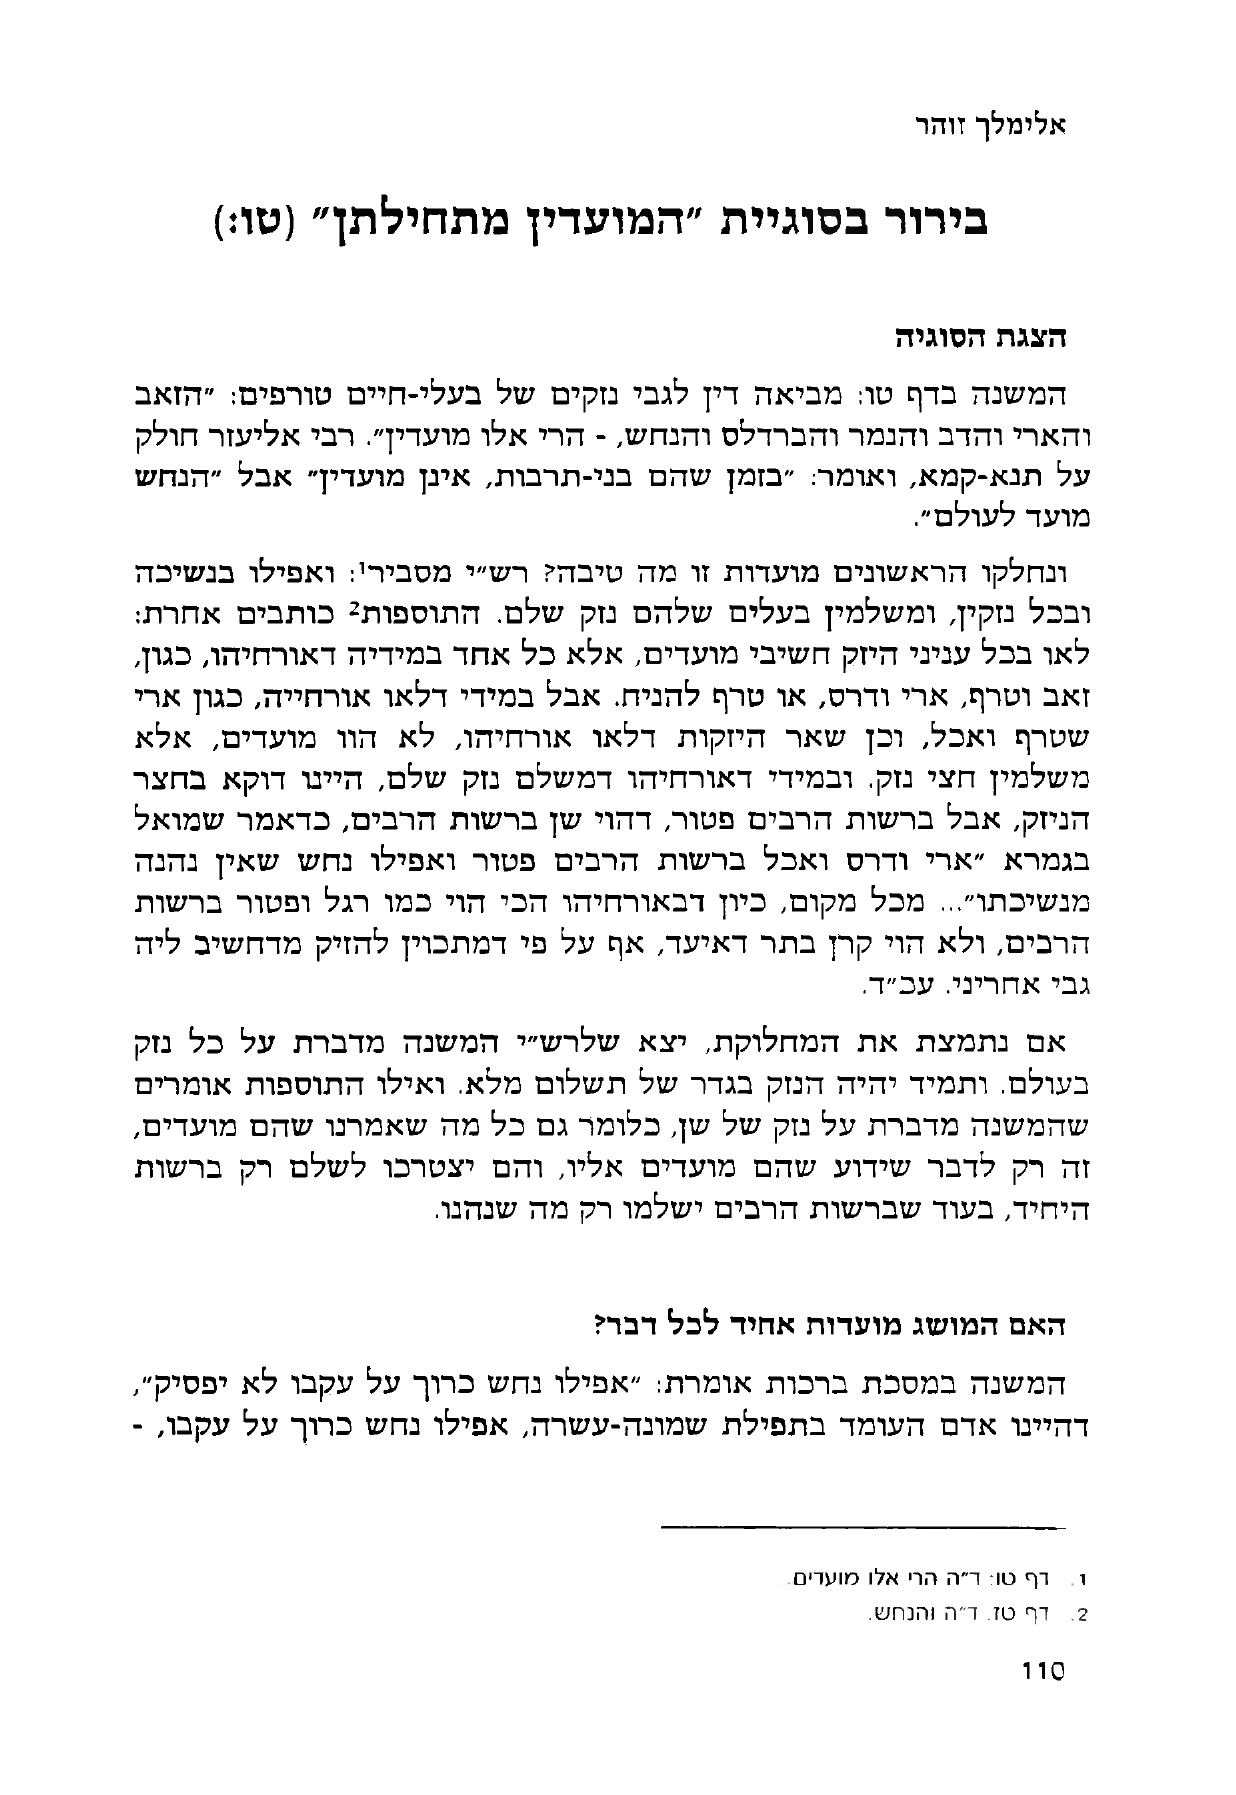 אלימלך זוהר
בירור בסוגיית "המועדין מתחילתן" (טו:)
הצגת הסוגיה
המשנה בדף טו: מביאה דין לגבי נזקים של בעלי-חיים טורפים: "הזאב
והארי והדב והנמר והברדלס והנחש, - הרי אלו מועדין". רבי אליעזר חולק
על תנא-קמא, ואומר: "בזמן שהם בני-תרבות, אינן מועדין" אבל "הנחש
מועד לעולם".
ונחלקו הראשונים מועדות זו מה טיבה? רש"י מסביר¹: ואפילו בנשיכה
ובכל נזקין, ומשלמין בעלים שלהם נזק שלם. התוספות² כותבים אחרת:
לאו בכל עניני היזק חשיבי מועדים, אלא כל אחד במידיה דאורחיהו, כגון,
זאב וטרף, ארי ודרס, או טרף להניח. אבל במידי דלאו אורחייה, כגון ארי
שטרף ואכל, וכן שאר היזקות דלאו אורחיהו, לא הוו מועדים, אלא
משלמין חצי נזק. ובמידי דאורחיהו דמשלם נזק שלם, היינו דוקא בחצר
הניזק, אבל ברשות הרבים פטור, דהוי שן ברשות הרבים, כדאמר שמואל
בגמרא "ארי ודרס ואכל ברשות הרבים פטור ואפילו נחש שאין נהנה
מנשיכתו"... מכל מקום, כיון דבאורחיהו הכי הוי כמו רגל ופטור ברשות
הרבים, ולא הוי קרן בתר דאיעד, אף על פי דמתכוין להזיק מדחשיב ליה
גבי אחריני. עכ"ד.
אם נתמצת את המחלוקת, יצא שלרש"י המשנה מדברת על כל נזק
בעולם. ותמיד יהיה הנזק בגדר של תשלום מלא. ואילו התוספות אומרים
שהמשנה מדברת על נזק של שן, כלומר גם כל מה שאמרנו שהם מועדים,
זה רק לדבר שידוע שהם מועדים אליו, והם יצטרכו לשלם רק ברשות
היחיד, בעוד שברשות הרבים ישלמו רק מה שנהנו.
האם המושג מועדות אחיד לכל דבר?
המשנה במסכת ברכות אומרת: "אפילו נחש כרוך על עקבו לא יפסיק",
דהיינו אדם העומד בתפילת שמונה-עשרה, אפילו נחש כרוך על עקבו, -
1. דף טו: ד"ה הרי אלו מועדים.
2. דף טז. ד"ה והנחש.
110